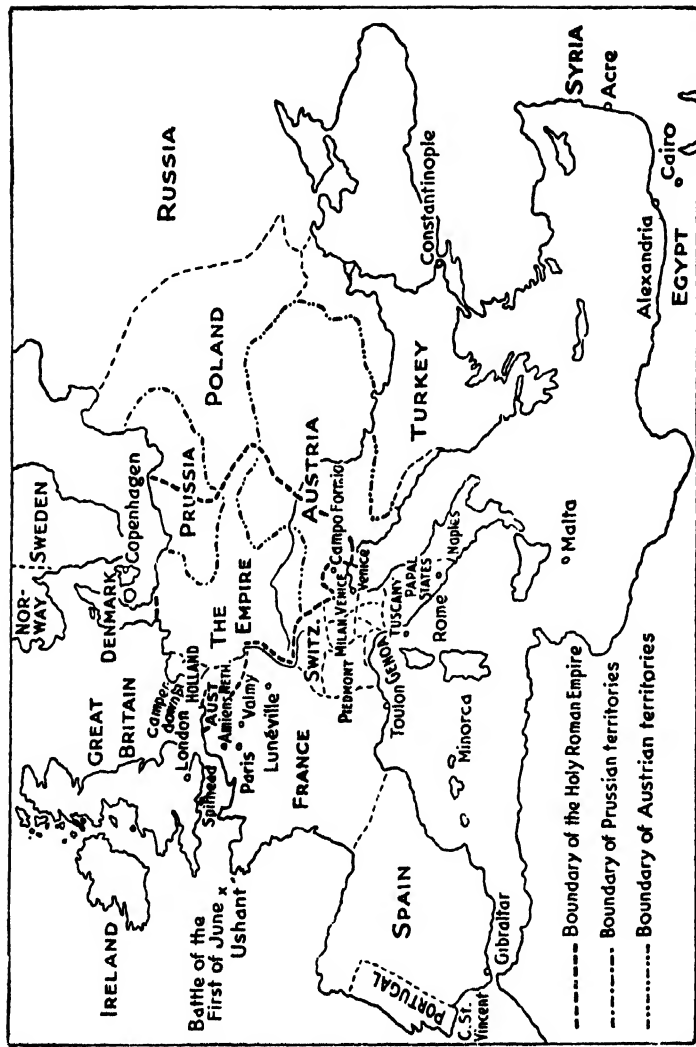 NOR-
WAY
SWEDEN
RUSSIA
DENMARK
Copenhagen
GREAT
BRITAIN
IRELAND
Camper
down
HOLLAND
London
PRUSSIA
POLAND
THE
EMPIRE
AUST
NETH.
Amiens
Spithead
Battle of the
First of June x
Ushant
Paris
Valmy
Lunéville
FRANCE
SWITZ
AUSTRIA
Campo Formio
MILAN
VENICE
Venice
PIEDMONT
GENOA
TUSCANY
PAPAL
STATES
Rome
Naples
Toulon
TURKEY
Constantinople
SPAIN
PORTUGAL
C. St.
Vincent
Gibraltar
Minorca
Malta
SYRIA
Acre
Alexandria
Cairo
EGYPT
Boundary of the Holy Roman Empire
Boundary of Prussian territories
Boundary of Austrian territories